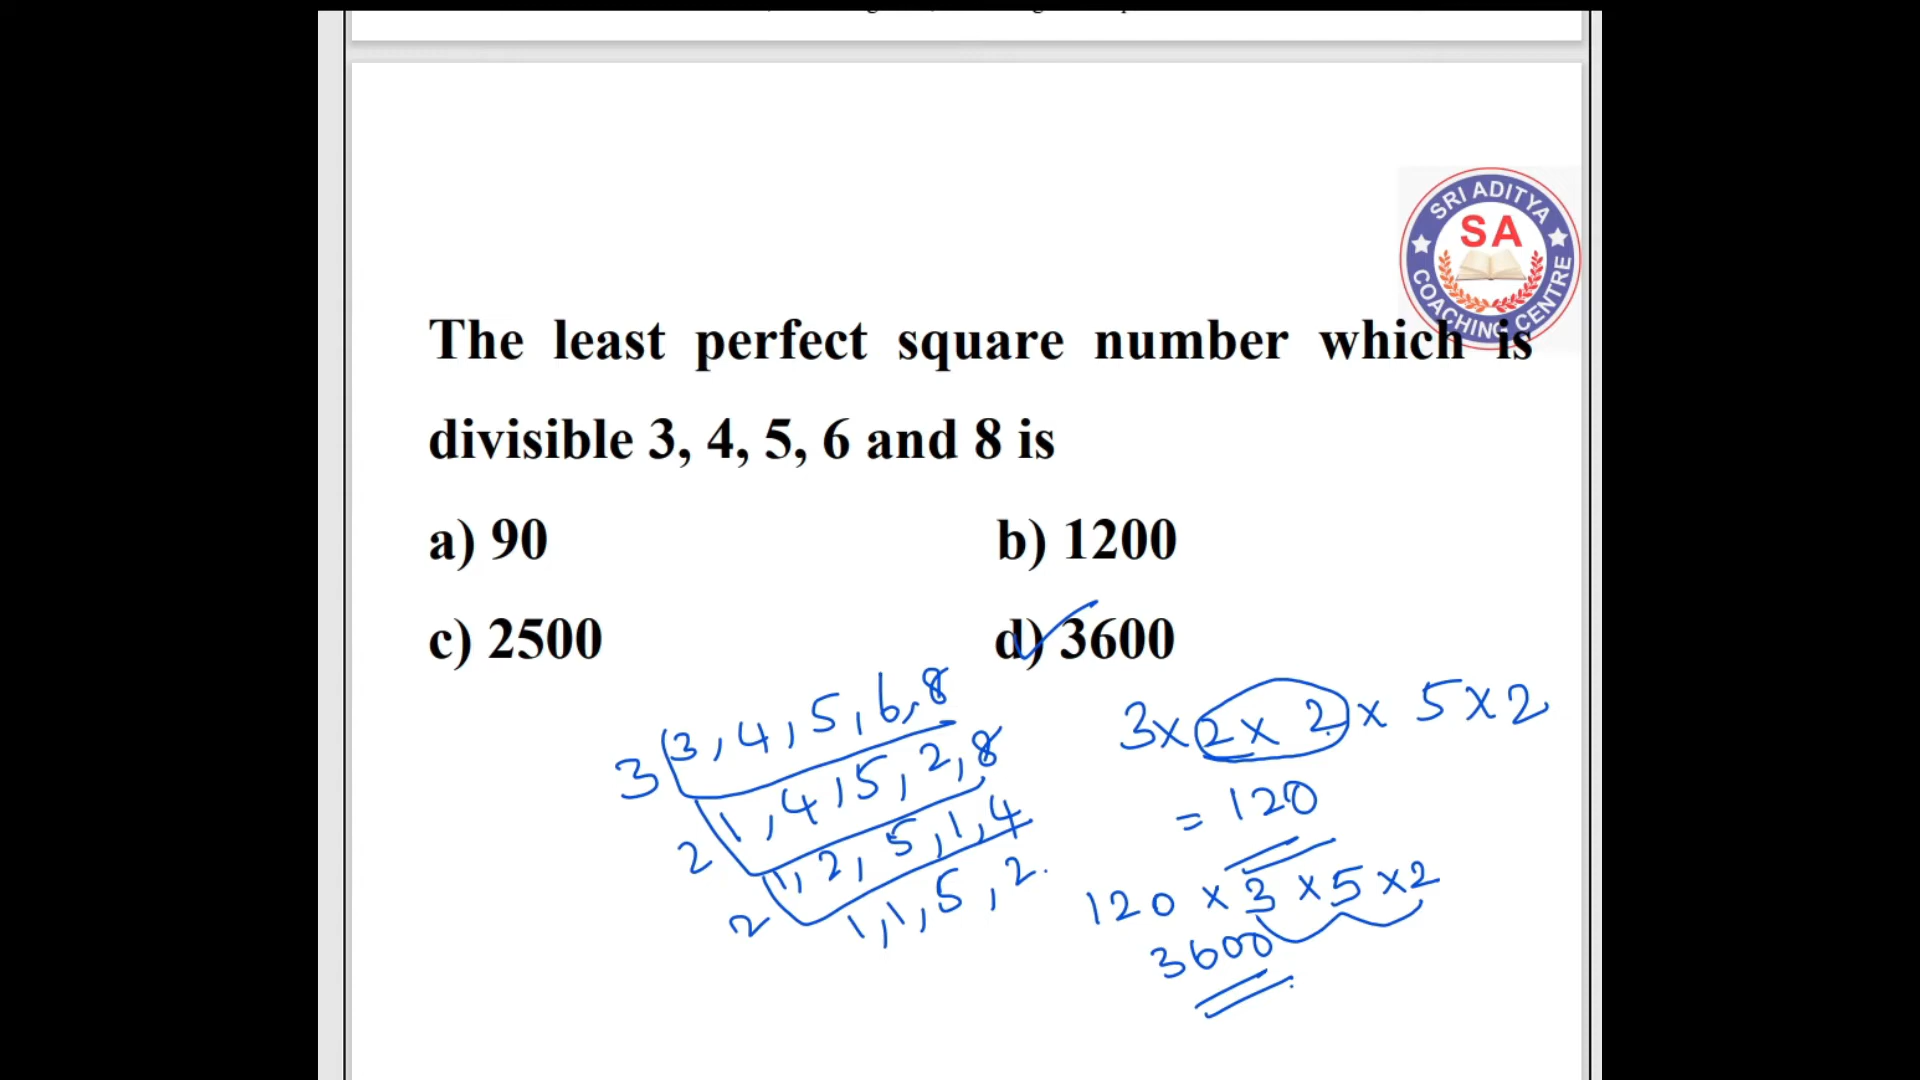 SRI ADITYA
SA
COACHING CENTRE
The least perfect square number which is
divisible 3, 4, 5, 6 and 8 is
a) 90
b) 1200
c) 2500
d) 3600
3 3, 4, 5, 6, 8
2 1, 4, 5, 2, 8
2 1, 2, 5, 1, 4
1, 1, 5, 2
3 x 2 x 2 x 5 x 2
= 120
120 x 3 x 5 x 2
3600